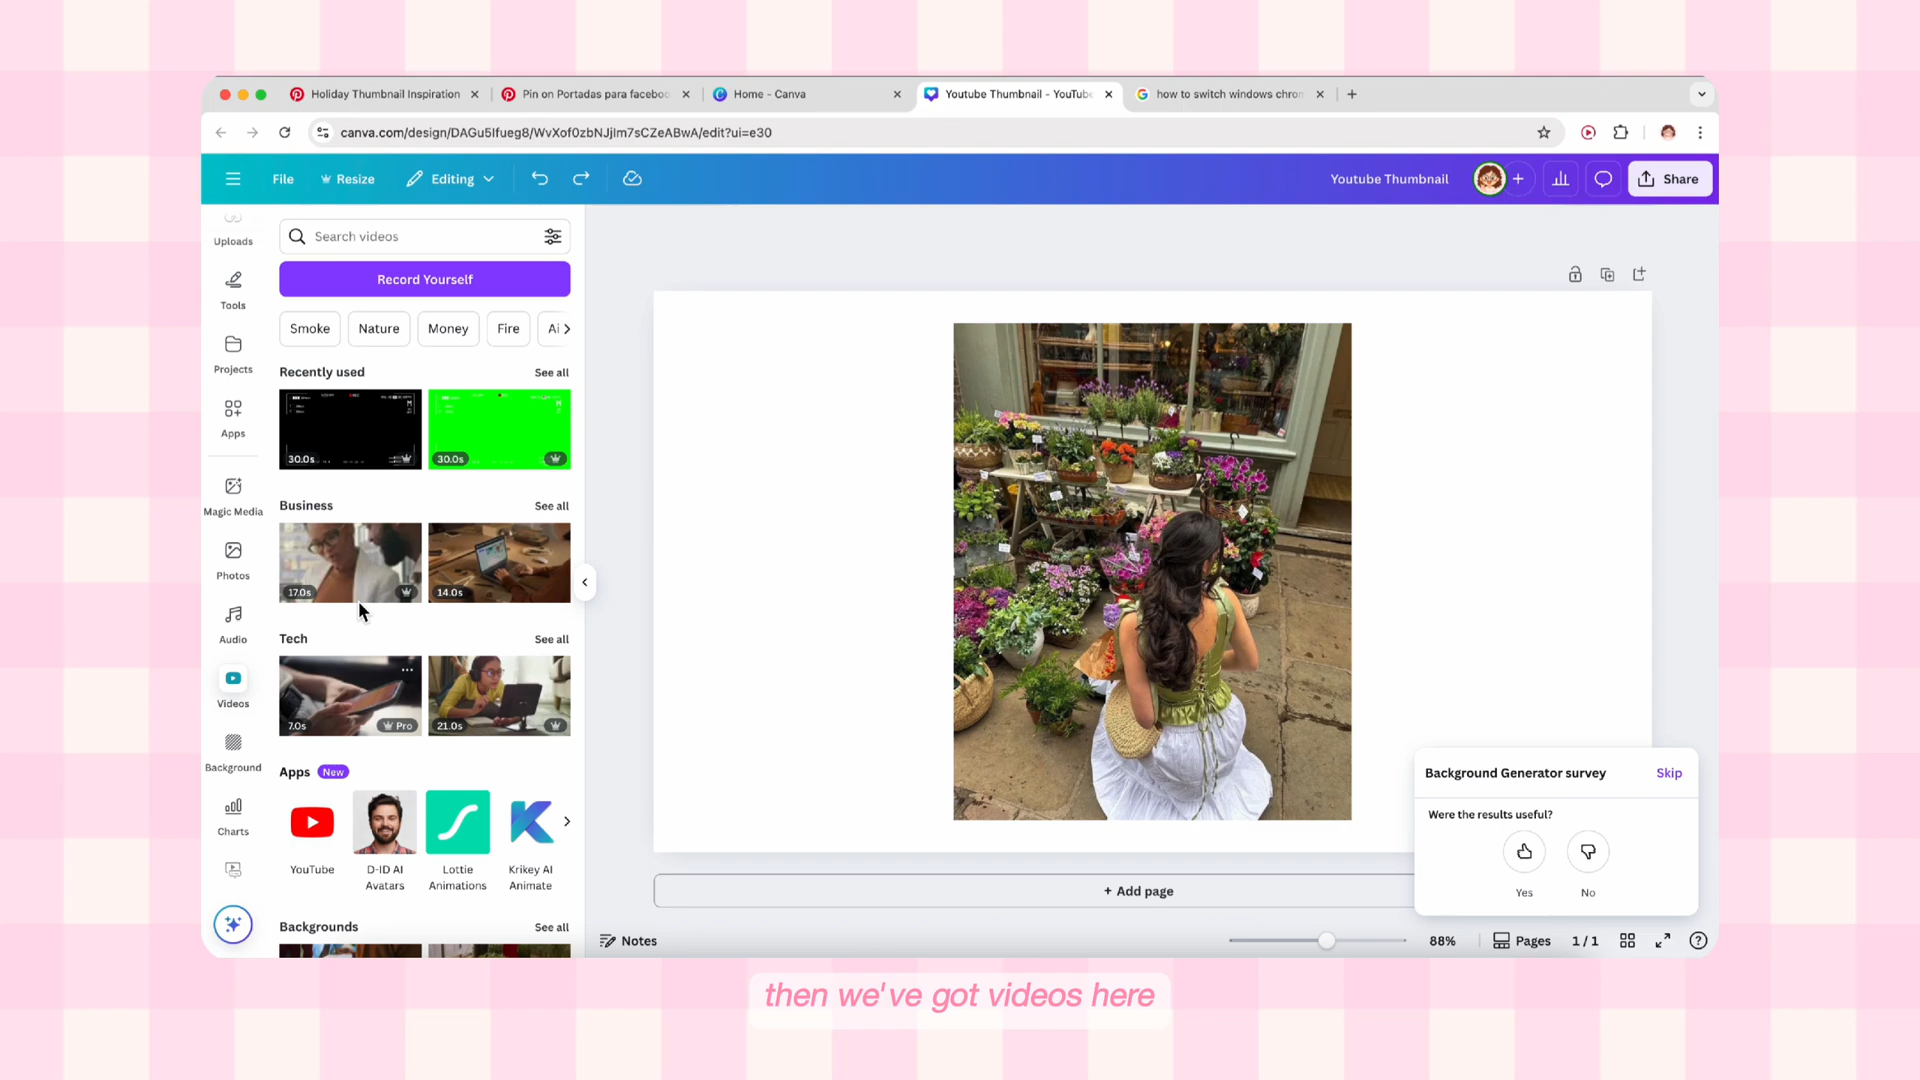 Holiday Thumbnail Inspiration
Pin on Portadas para faceboo
Home - Canva
Youtube Thumbnail - YouTube
how to switch windows chrom
canva.com/design/DAGu5Ifueg8/WvXof0zbNJjIm7sCZeABwA/edit?ui=e30
File
Resize
Editing
Youtube Thumbnail
Share
Uploads
Tools
Projects
Apps
Magic Media
Photos
Audio
Videos
Background
Charts
Search videos
Record Yourself
Smoke
Nature
Money
Fire
Ai
Recently used
See all
30.0s
30.0s
Business
See all
17.0s
14.0s
Tech
See all
7.0s
Pro
21.0s
Apps
New
YouTube
D-ID AI
Avatars
Lottie
Animations
Krikey AI
Animate
Backgrounds
See all
+ Add page
Background Generator survey
Skip
Were the results useful?
Yes
No
Notes
88%
Pages
1 / 1
then we've got videos here